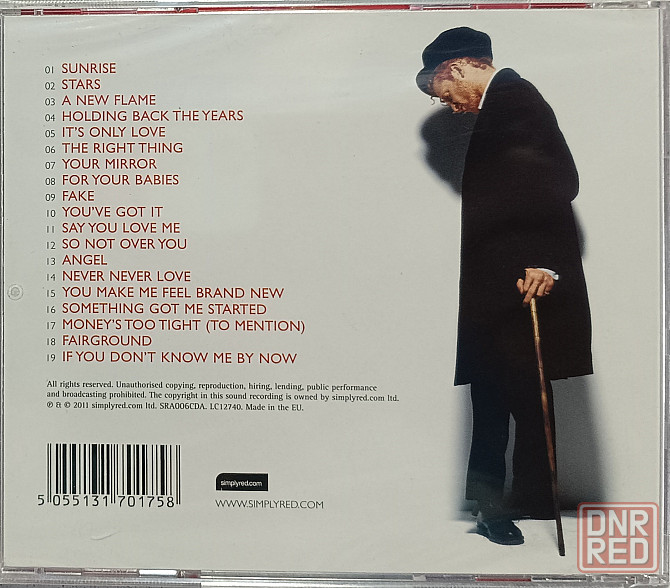 01 SUNRISE
02 STARS
03 A NEW FLAME
04 HOLDING BACK THE YEARS
05 IT'S ONLY LOVE
06 THE RIGHT THING
07 YOUR MIRROR
08 FOR YOUR BABIES
09 FAKE
10 YOU'VE GOT IT
11 SAY YOU LOVE ME
12 SO NOT OVER YOU
13 ANGEL
14 NEVER NEVER LOVE
15 YOU MAKE ME FEEL BRAND NEW
16 SOMETHING GOT ME STARTED
17 MONEY'S TOO TIGHT (TO MENTION)
18 FAIRGROUND
19 IF YOU DON'T KNOW ME BY NOW
All rights reserved. Unauthorised copying, reproduction, hiring, lending, public performance
and broadcasting prohibited. The copyright in this sound recording is owned by simplyred.com ltd.
℗ & © 2011 simplyred.com ltd. SRA006CDA. LC12740. Made in the EU.
5 055131 701758
simplyred.com
WWW.SIMPLYRED.COM
DNR
RED